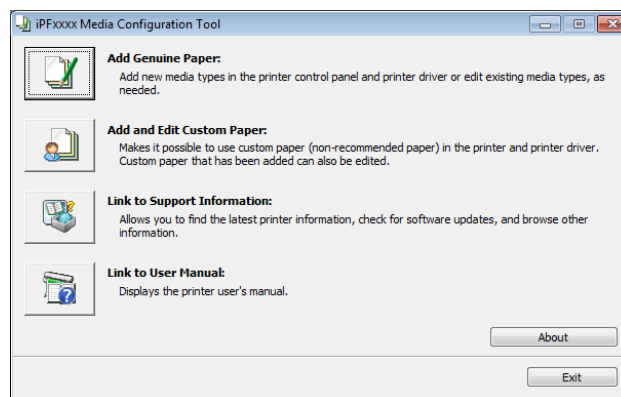 iPFxxxx Media Configuration Tool
Add Genuine Paper:
Add new media types in the printer control panel and printer driver or edit existing media types, as
needed.
Add and Edit Custom Paper:
Makes it possible to use custom paper (non-recommended paper) in the printer and printer driver.
Custom paper that has been added can also be edited.
Link to Support Information:
Allows you to find the latest printer information, check for software updates, and browse other
information.
Link to User Manual:
Displays the printer user's manual.
About
Exit